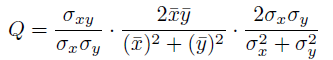 $Q = \frac{\sigma_{xy}}{\sigma_x \sigma_y} \cdot \frac{2\bar{x}\bar{y}}{(\bar{x})^2 + (\bar{y})^2} \cdot \frac{2\sigma_x \sigma_y}{\sigma_x^2 + \sigma_y^2}$